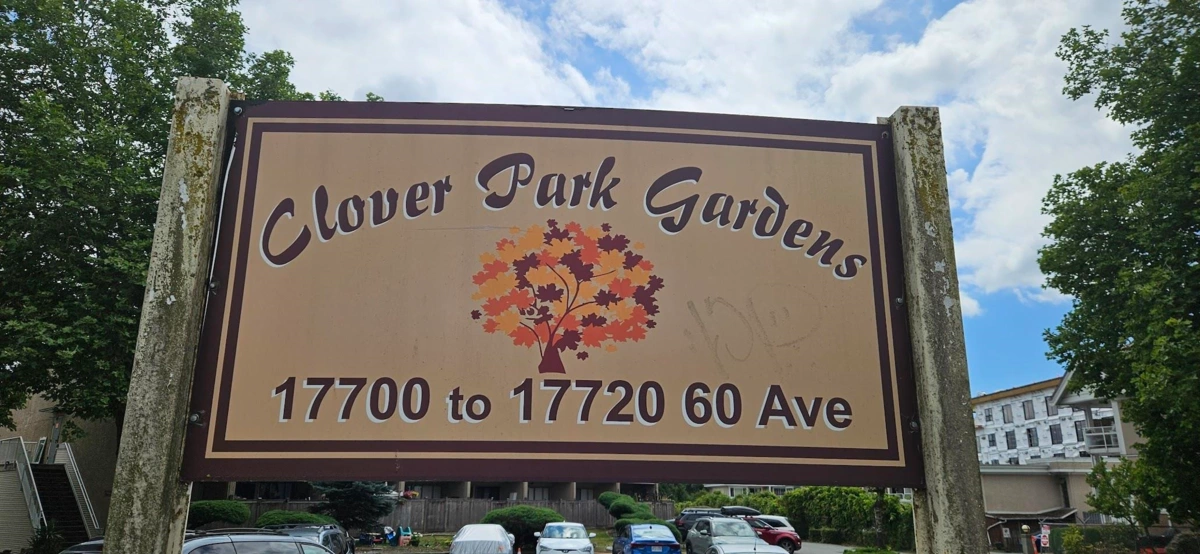 Clover Park Gardens
17700 to 17720 60 Ave